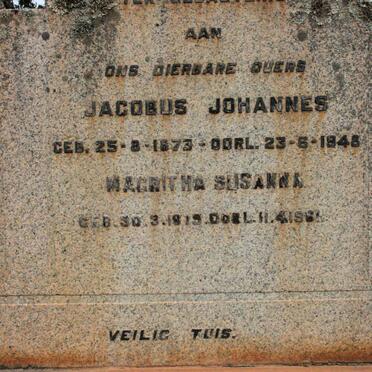 AAN
ONS DIERBARE OUERS
JACOBUS JOHANNES
GEB. 25-8-1873 - OORL. 23-6-1948
MAGRITHA SUSANNA
VEILIG TUIS.